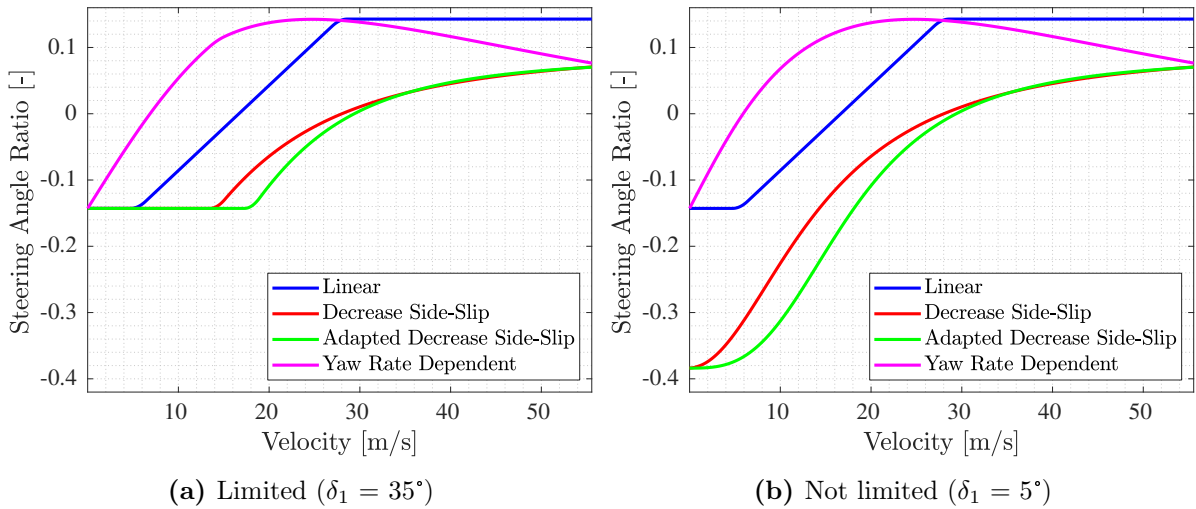 0.1
0
-0.1
-0.2
-0.3
-0.4
Steering Angle Ratio [-]
10 20 30 40 50
Velocity [m/s]
Linear
Decrease Side-Slip
Adapted Decrease Side-Slip
Yaw Rate Dependent
(a) Limited (δ₁ = 35°)
0.1
0
-0.1
-0.2
-0.3
-0.4
Steering Angle Ratio [-]
10 20 30 40 50
Velocity [m/s]
Linear
Decrease Side-Slip
Adapted Decrease Side-Slip
Yaw Rate Dependent
(b) Not limited (δ₁ = 5°)